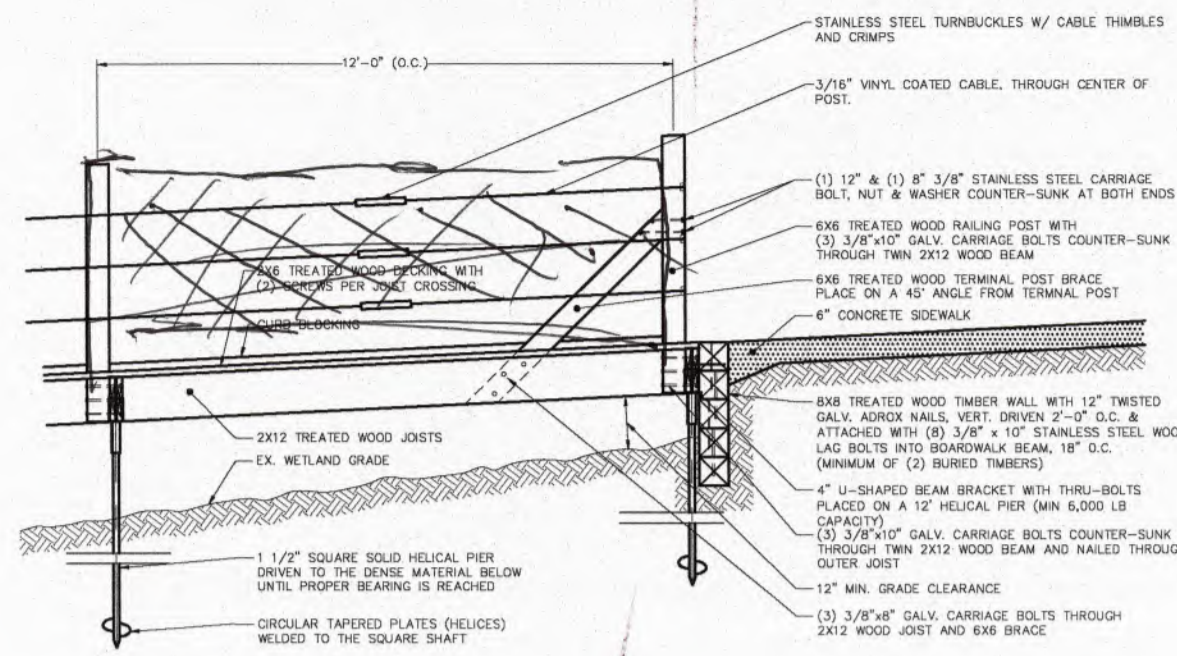 STAINLESS STEEL TURNBUCKLES W/ CABLE THIMBLES
AND CRIMPS
12'-0" (O.C.)
3/16" VINYL COATED CABLE, THROUGH CENTER OF
POST.
(1) 12" & (1) 8" 3/8" STAINLESS STEEL CARRIAGE
BOLT, NUT & WASHER COUNTER-SUNK AT BOTH ENDS
6X6 TREATED WOOD RAILING POST WITH
(3) 3/8"x10" GALV. CARRIAGE BOLTS COUNTER-SUNK
THROUGH TWIN 2X12 WOOD BEAM
2X6 TREATED WOOD DECKING WITH
(2) SCREWS PER JOIST CROSSING
6X6 TREATED WOOD TERMINAL POST BRACE
PLACE ON A 45° ANGLE FROM TERMNAL POST
6" CONCRETE SIDEWALK
CURB BLOCKING
8X8 TREATED WOOD TIMBER WALL WITH 12" TWISTED
GALV. ADROX NAILS, VERT. DRIVEN 2'-0" O.C. &
ATTACHED WITH (8) 3/8" x 10" STAINLESS STEEL WOO
LAG BOLTS INTO BOARDWALK BEAM, 18" O.C.
(MINIMUM OF (2) BURIED TIMBERS)
2X12 TREATED WOOD JOISTS
EX. WETLAND GRADE
4" U-SHAPED BEAM BRACKET WITH THRU-BOLTS
PLACED ON A 12' HELICAL PIER (MIN 6,000 LB
CAPACITY)
(3) 3/8"x10" GALV. CARRIAGE BOLTS COUNTER-SUNK
THROUGH TWIN 2X12 WOOD BEAM AND NAILED THROUG
OUTER JOIST
1 1/2" SQUARE SOLID HELICAL PIER
DRIVEN TO THE DENSE MATERIAL BELOW
UNTIL PROPER BEARING IS REACHED
12" MIN. GRADE CLEARANCE
(3) 3/8"x8" GALV. CARRIAGE BOLTS THROUGH
2X12 WOOD JOIST AND 6X6 BRACE
CIRCULAR TAPERED PLATES (HELICES)
WELDED TO THE SQUARE SHAFT